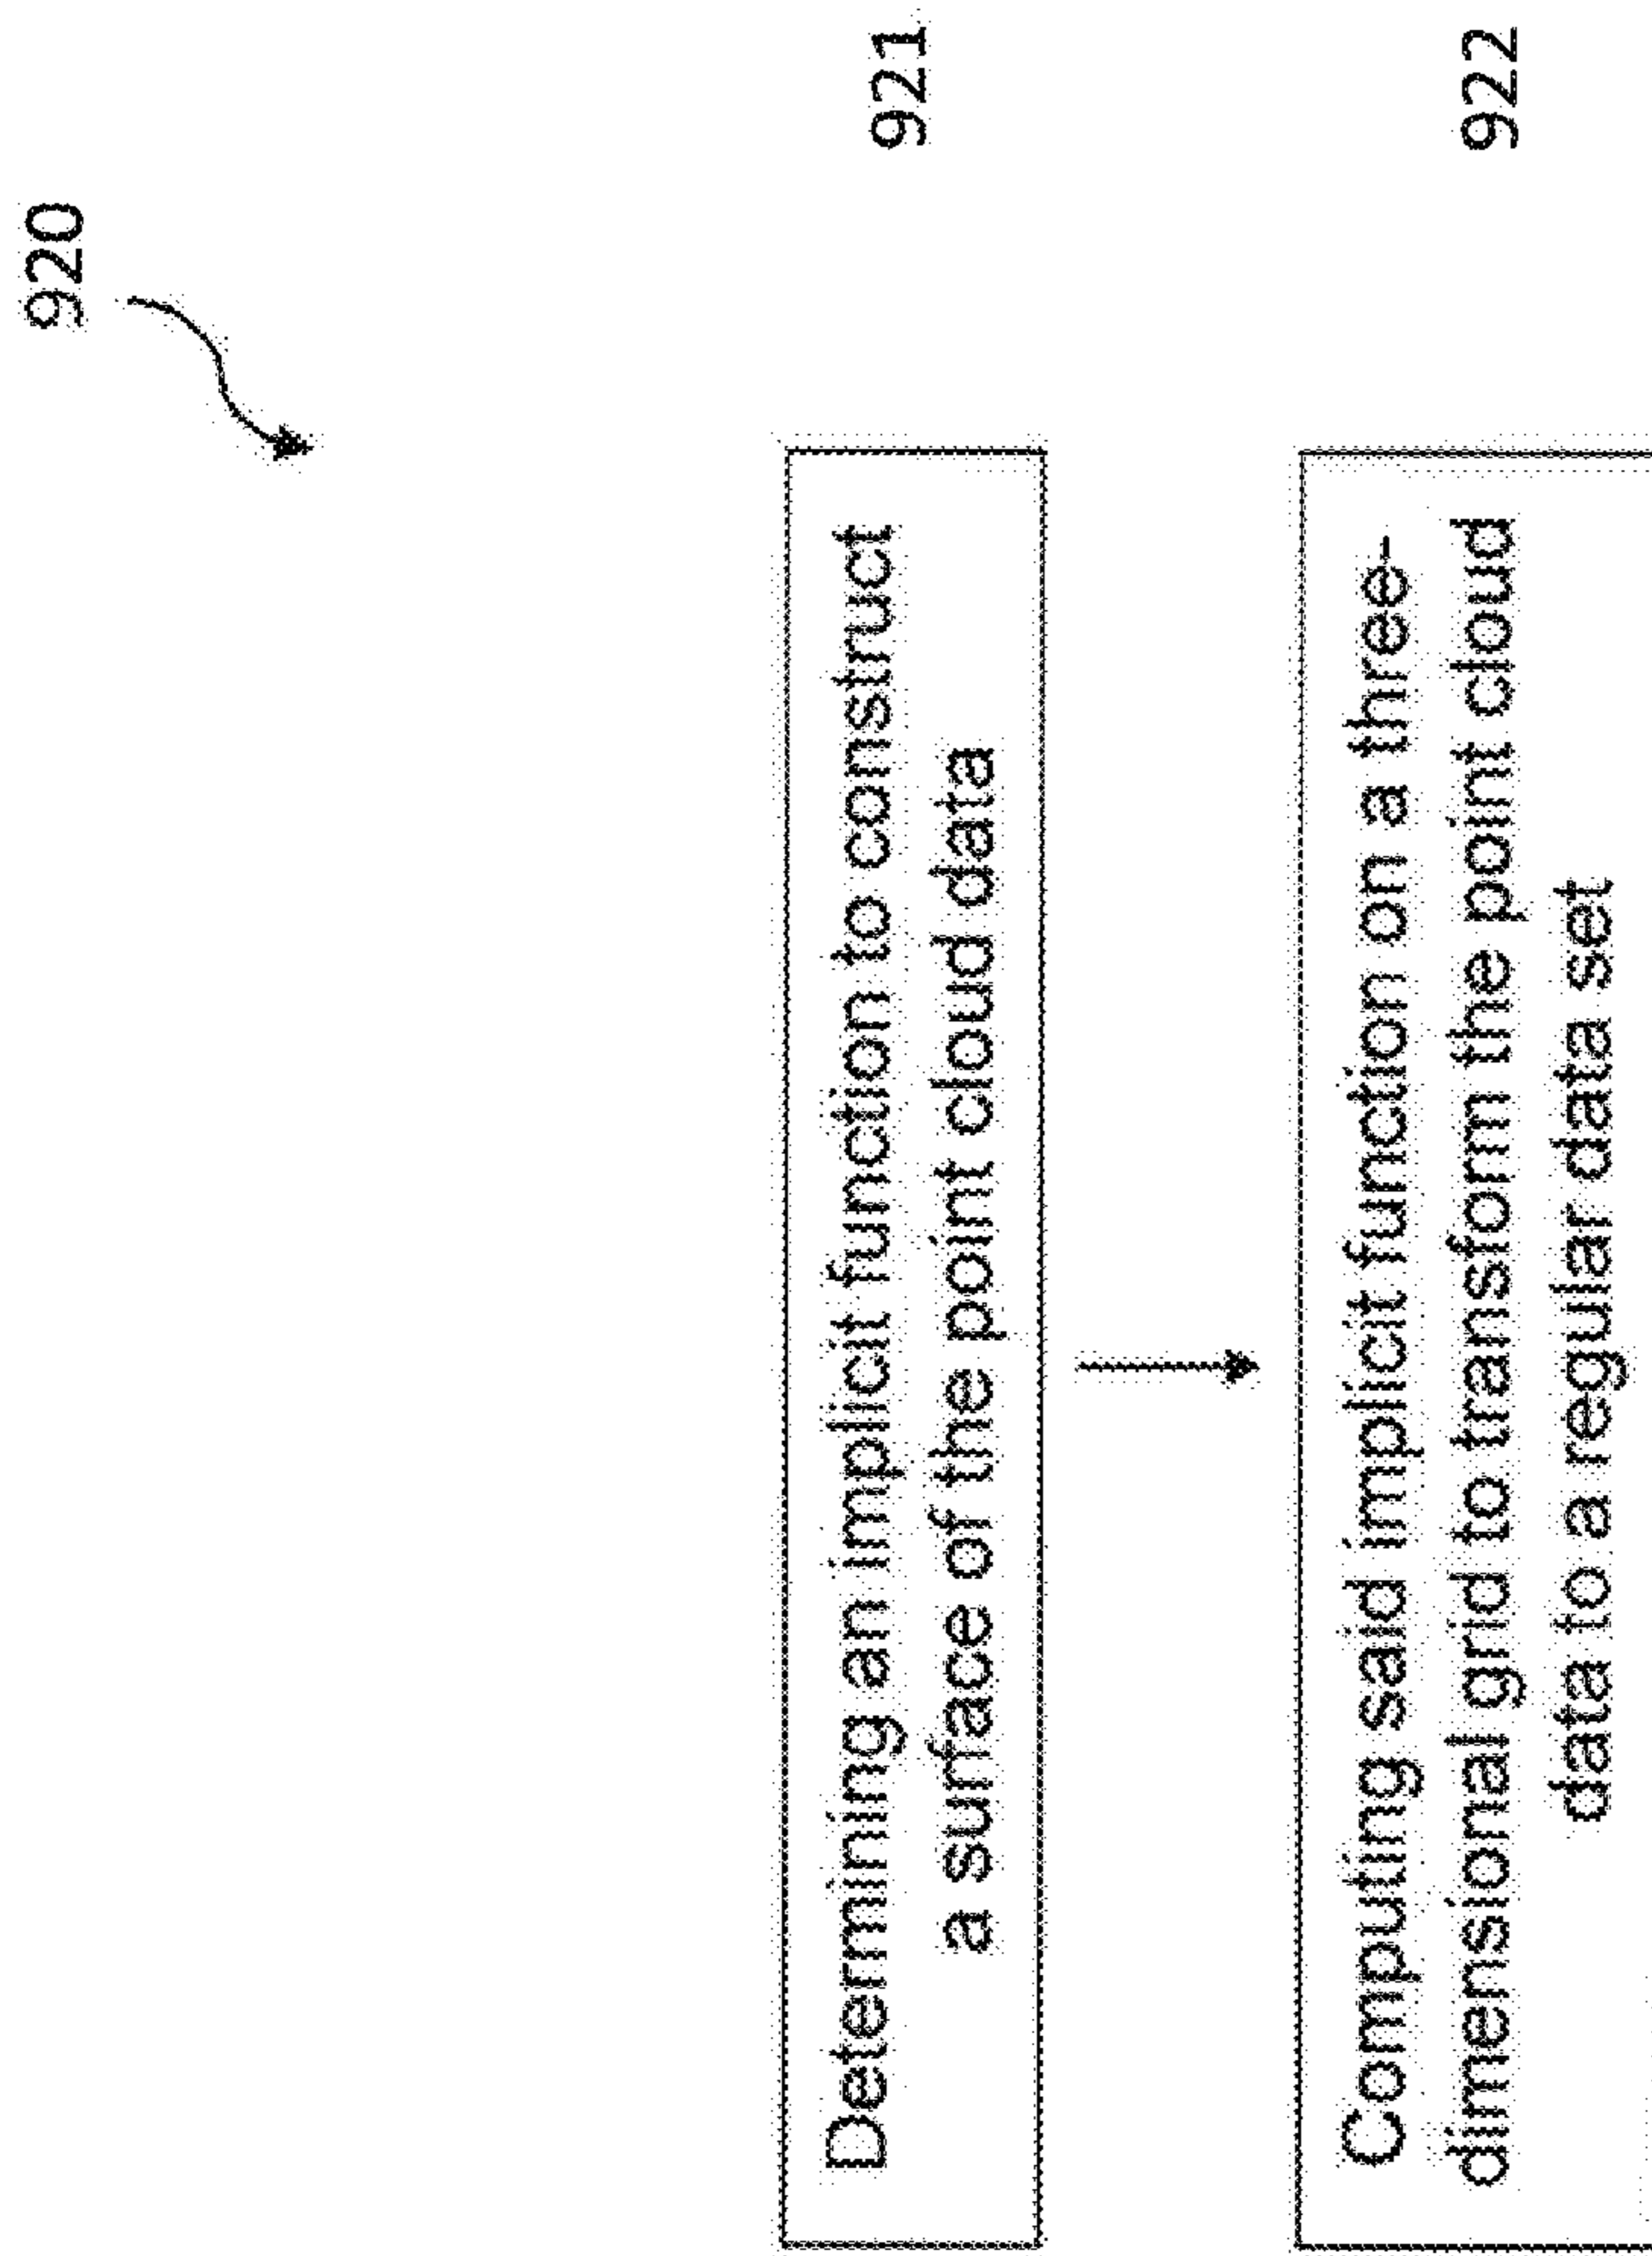 920
Determining an implicit function to construct
a surface of the point cloud data
921
Computing said implicit function on a three-
dimensional grid to transform the point cloud
data to a regular data set
922